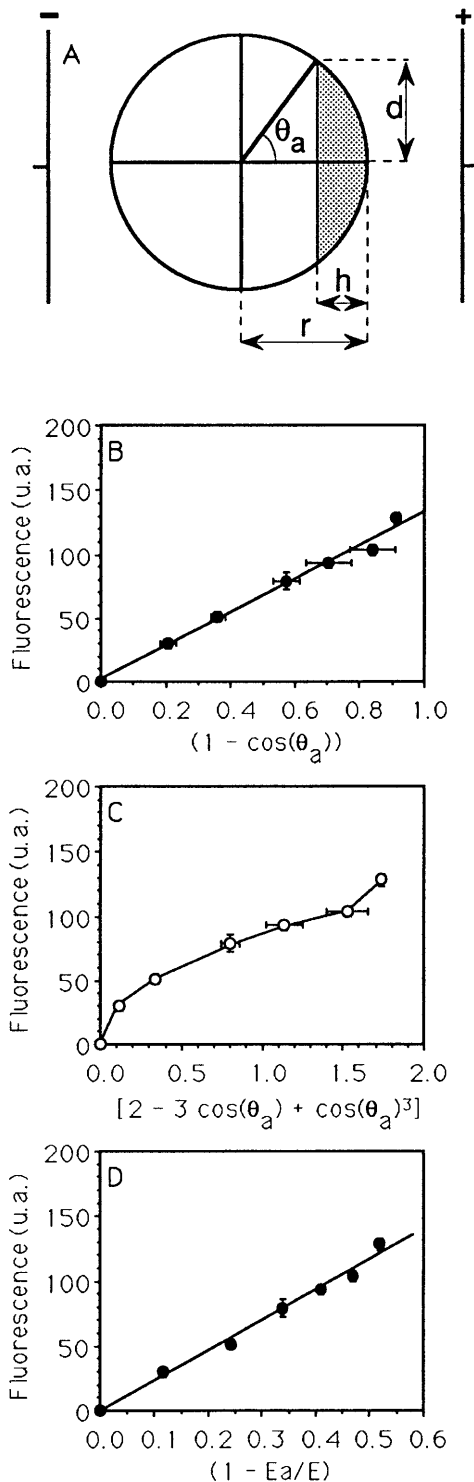 − +
A
θa
d
h
r
200
B
150
100
50
0
Fluorescence (u.a.)
0.0 0.2 0.4 0.6 0.8 1.0
(1 - cos(θa))
200
C
150
100
50
0
Fluorescence (u.a.)
0.0 0.5 1.0 1.5 2.0
[2 - 3 cos(θa) + cos(θa)³]
200
D
150
100
50
0
Fluorescence (u.a.)
0.0 0.1 0.2 0.3 0.4 0.5 0.6
(1 - Ea/E)